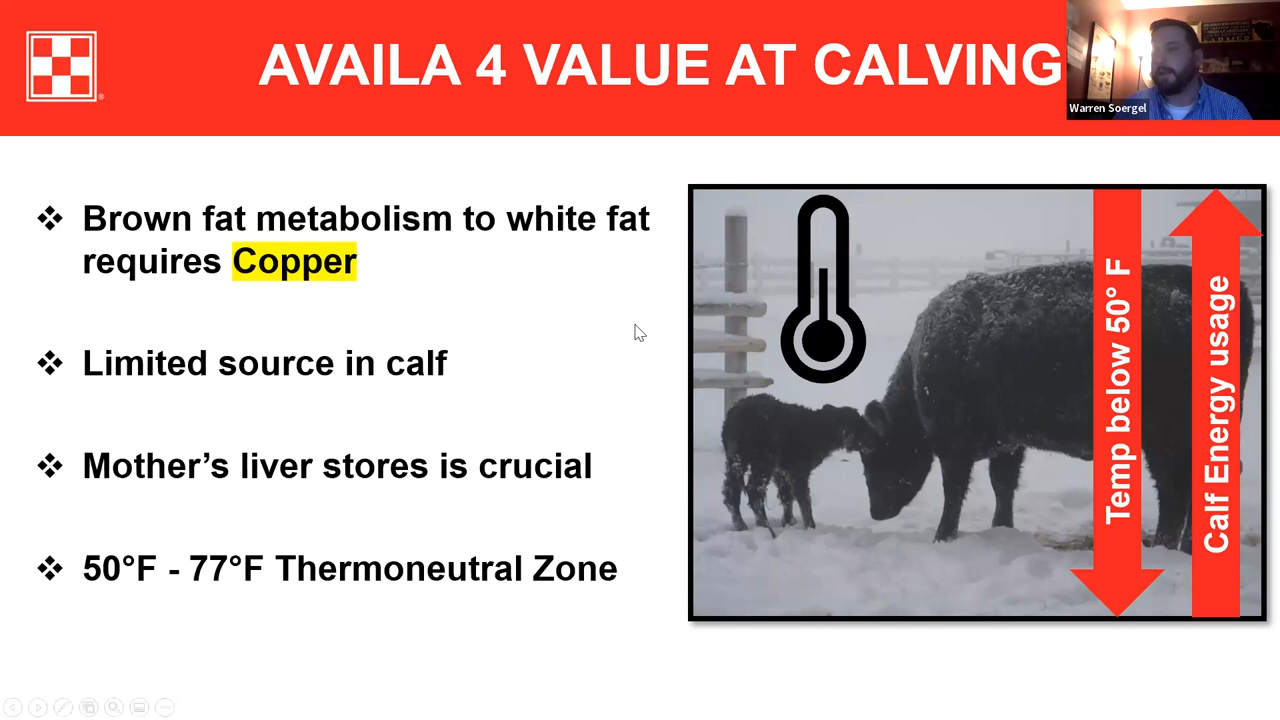 AVAILA 4 VALUE AT CALVING
Warren Soergel
❖ Brown fat metabolism to white fat
requires Copper
❖ Limited source in calf
❖ Mother’s liver stores is crucial
❖ 50°F - 77°F Thermoneutral Zone
Temp below 50° F
Calf Energy usage